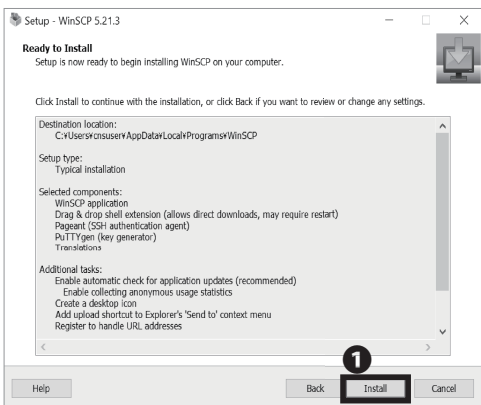 Setup - WinSCP 5.21.3
Ready to Install
Setup is now ready to begin installing WinSCP on your computer.
Click Install to continue with the installation, or click Back if you want to review or change any settings.
Destination location:
C:¥Users¥cnsuser¥AppData¥Local¥Programs¥WinSCP
Setup type:
Typical installation
Selected components:
WinSCP application
Drag & drop shell extension (allows direct downloads, may require restart)
Pageant (SSH authentication agent)
PuTTYgen (key generator)
Translations
Additional tasks:
Enable automatic check for application updates (recommended)
Enable collecting anonymous usage statistics
Create a desktop icon
Add upload shortcut to Explorer's 'Send to' context menu
Register to handle URL addresses
1
Help Back Install Cancel